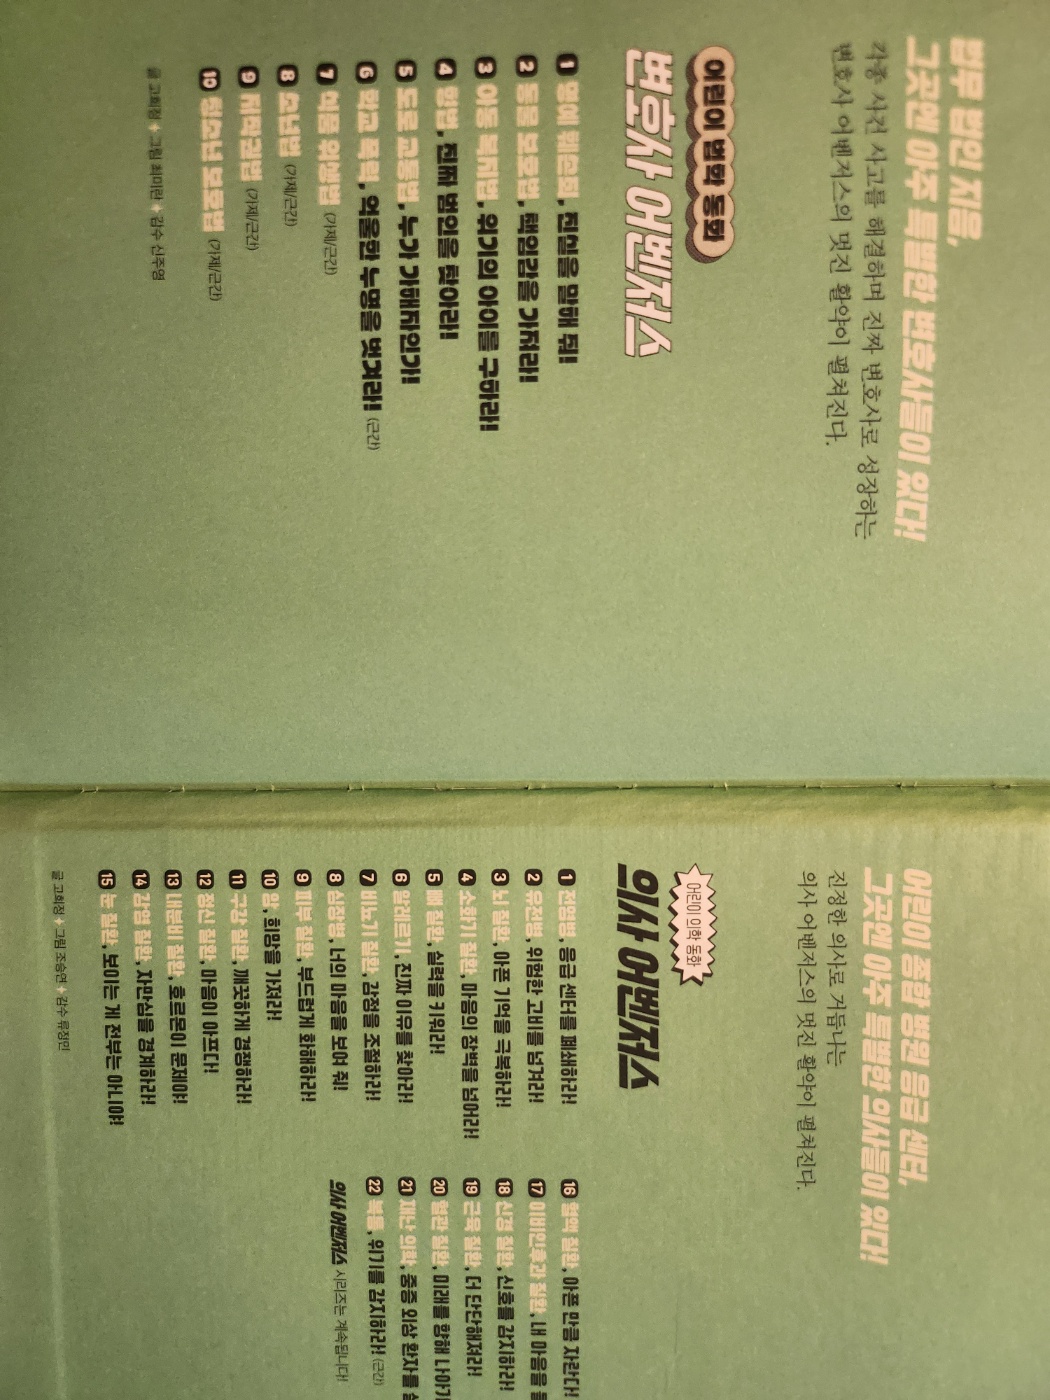 법무 법인 지음,
그곳엔 아주 특별한 변호사들이 있다!
각종 사건 사고를 해결하며 진짜 변호사로 성장하는
변호사 어벤저스의 멋진 활약이 펼쳐진다.
어린이 법학 동화
변호사 어벤저스
1 명예 훼손죄, 진실을 말해 줘!
2 동물 보호법, 책임감을 가져라!
3 아동 복지법, 위기의 아이를 구하라!
4 형법, 진짜 범인을 찾아라!
5 도로 교통법, 누가 가해자인가!
6 학교 폭력, 억울한 누명을 벗겨라! (근간)
7 식품 위생법 (가제/근간)
8 소년법 (가제/근간)
9 저작권법 (가제/근간)
10 청소년 보호법 (가제/근간)
글 고희정 ✦ 그림 최미란 ✦ 감수 신주영
어린이 종합 병원 응급 센터,
그곳엔 아주 특별한 의사들이 있다!
진정한 의사로 거듭나는
의사 어벤저스의 멋진 활약이 펼쳐진다.
어린이 의학 동화
의사 어벤저스
1 전염병, 응급 센터를 폐쇄하라!
2 유전병, 위험한 고비를 넘겨라!
3 뇌 질환, 아픈 기억을 극복하라!
4 소화기 질환, 마음의 장벽을 넘어라!
5 뼈 질환, 실력을 키워라!
6 알레르기, 진짜 이유를 찾아라!
7 비뇨기 질환, 감정을 조절하라!
8 심장병, 너의 마음을 보여 줘!
9 피부 질환, 부드럽게 화해하라!
10 암, 희망을 가져라!
11 구강 질환, 깨끗하게 경쟁하라!
12 정신 질환, 마음이 아프다!
13 내분비 질환, 호르몬이 문제야!
14 감염 질환, 자만심을 경계하라!
15 눈 질환, 보이는 게 전부는 아니야!
16 혈액 질환, 아픈 만큼 자란다!
17 이비인후과 질환, 내 마음을
18 신경 질환, 신호를 감지하라!
19 근육 질환, 더 단단해져라!
20 혈관 질환, 미래를 향해
21 재난 의학, 중증 외상 환자를
22 복통, 위기를 감지하라! (근간)
의사 어벤저스 시리즈는 계속됩니다!
글 고희정 ✦ 그림 조승연 ✦ 감수 류정민